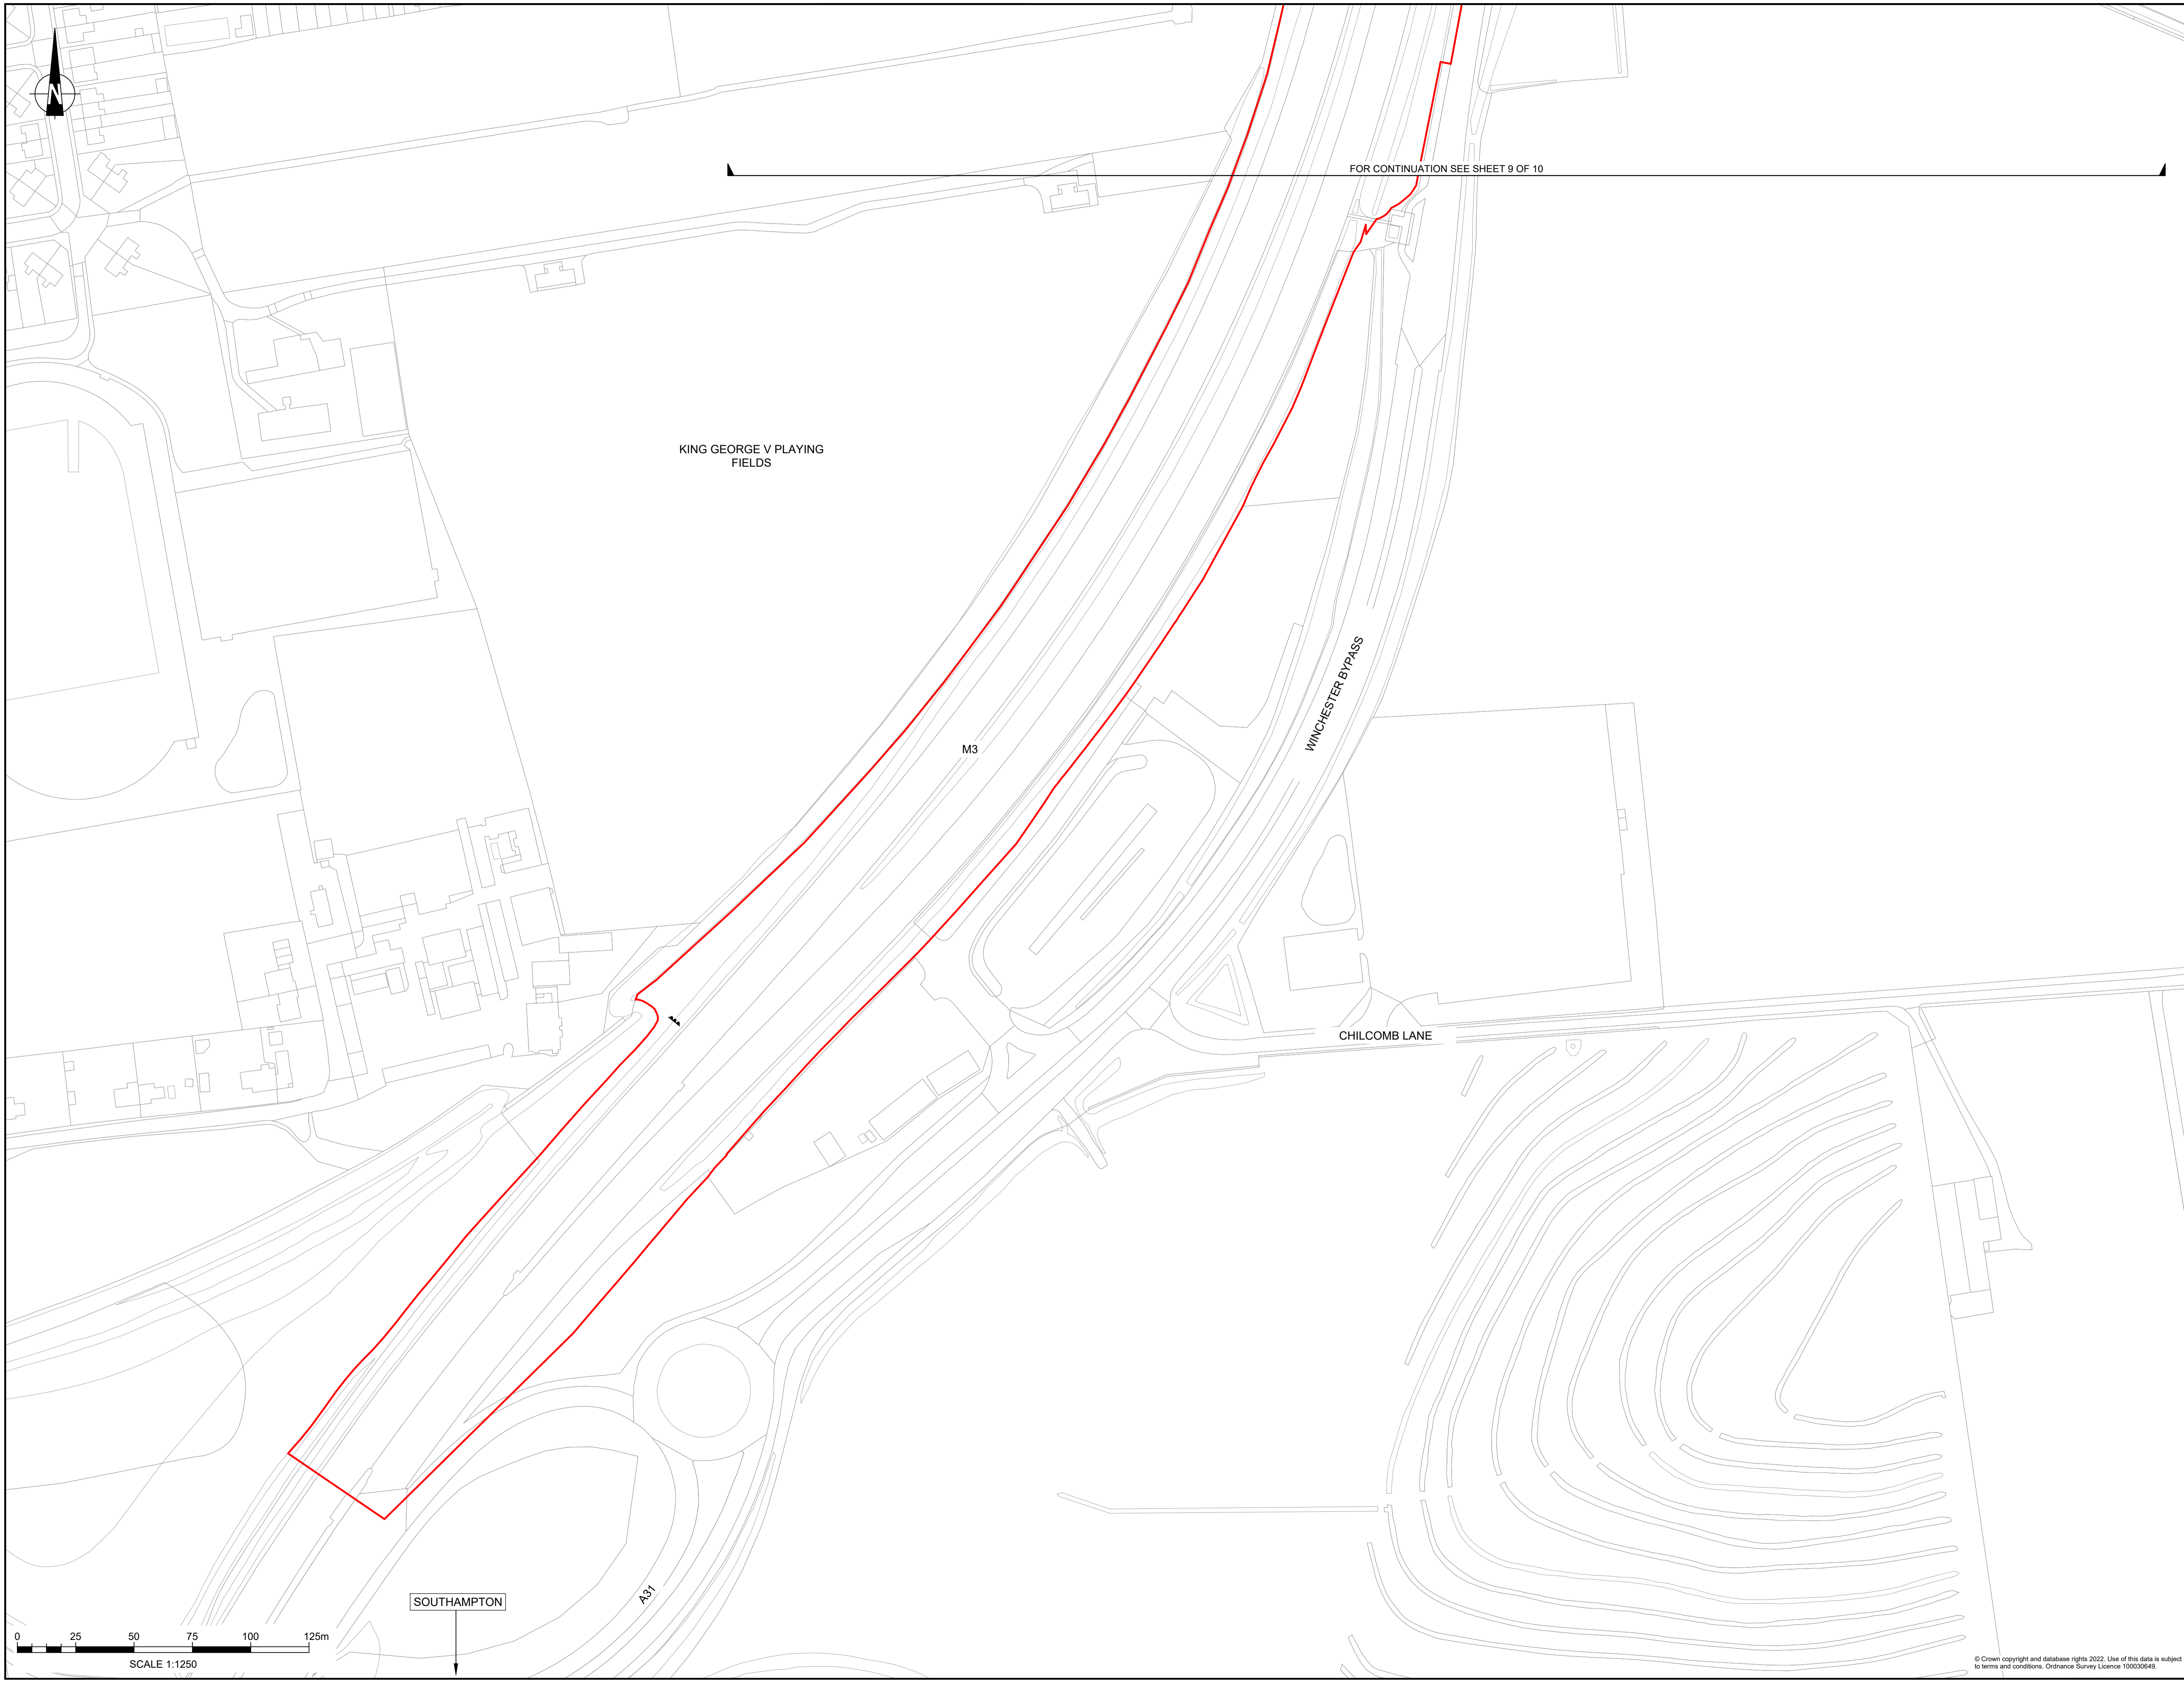 N
FOR CONTINUATION SEE SHEET 9 OF 10
KING GEORGE V PLAYING
FIELDS
WINCHESTER BYPASS
M3
CHILCOMB LANE
A31
SOUTHAMPTON
0 25 50 75 100 125m
SCALE 1:1250
© Crown copyright and database rights 2022. Use of this data is subject
to terms and conditions. Ordnance Survey Licence 100030649.